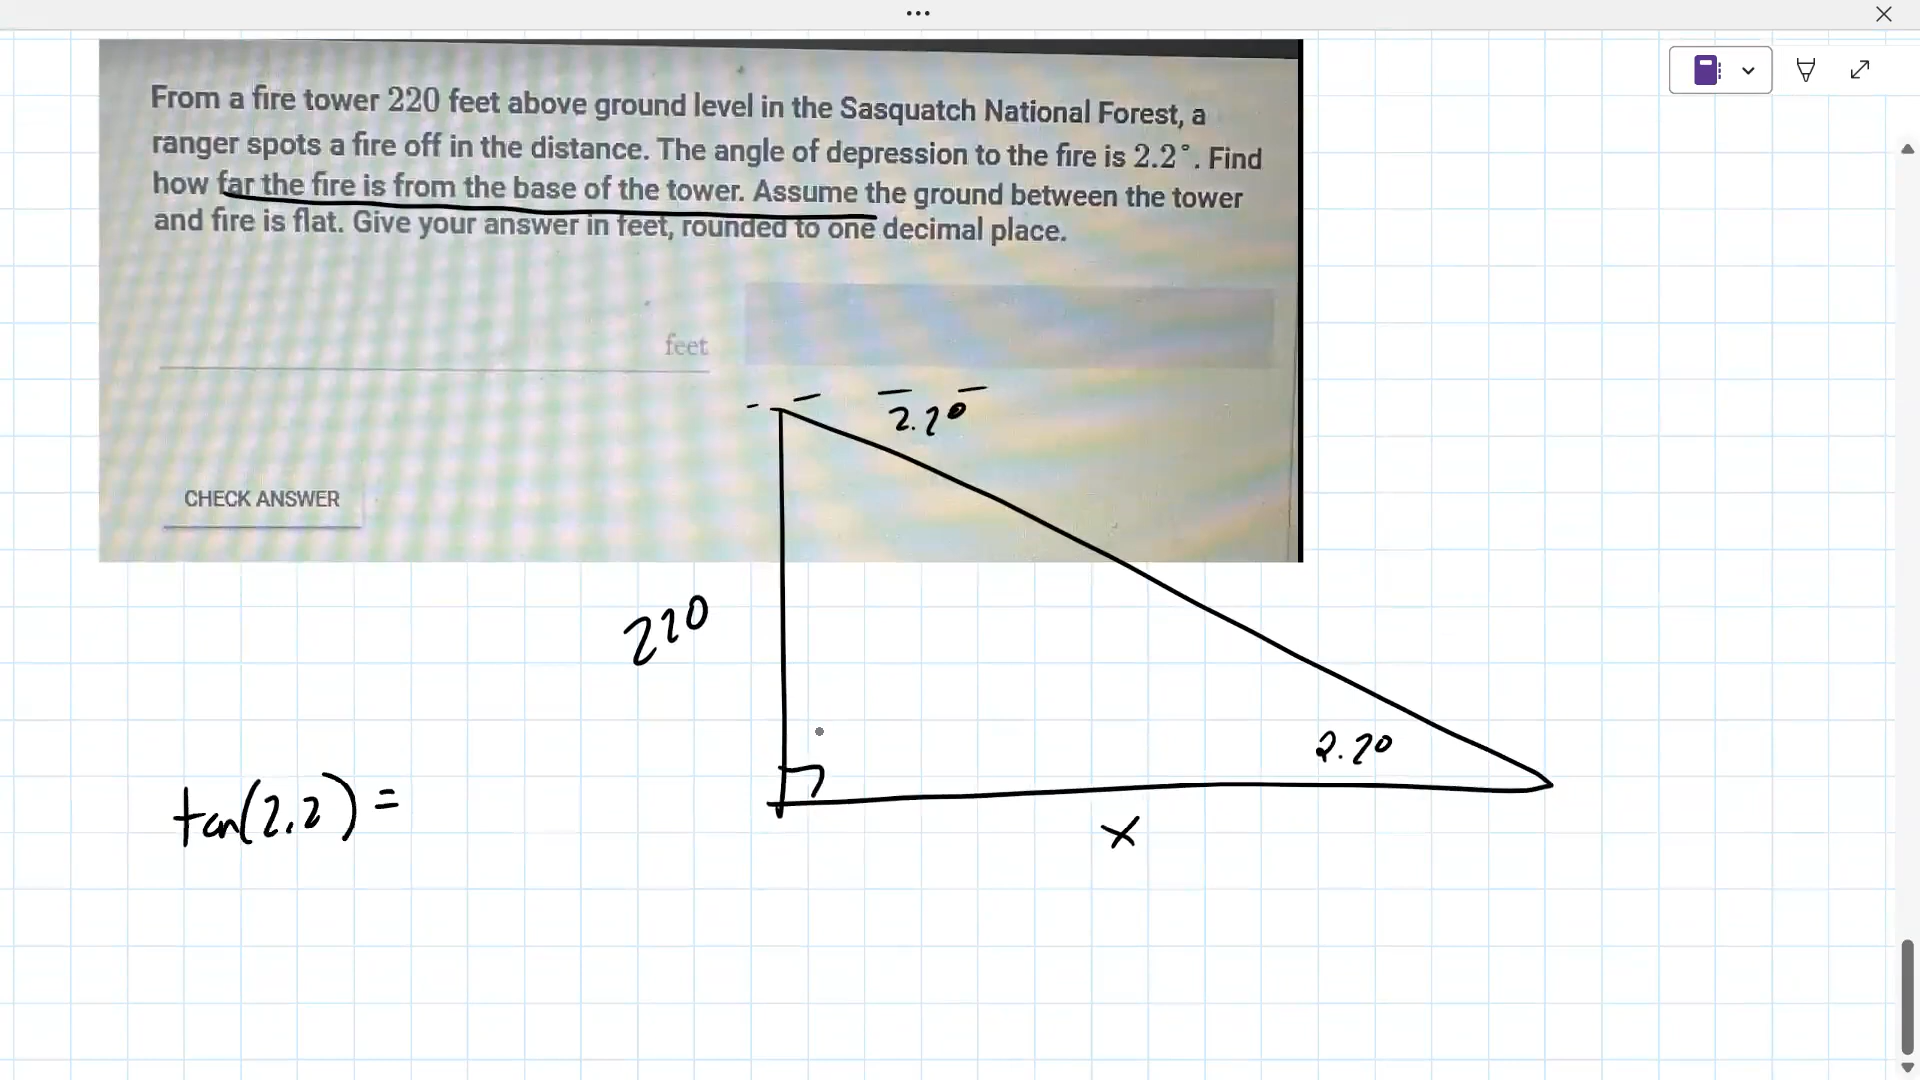 From a fire tower 220 feet above ground level in the Sasquatch National Forest, a
ranger spots a fire off in the distance. The angle of depression to the fire is 2.2°. Find
how far the fire is from the base of the tower. Assume the ground between the tower
and fire is flat. Give your answer in feet, rounded to one decimal place.
feet
2.2°
CHECK ANSWER
220
2.2°
tan(2.2) =
x